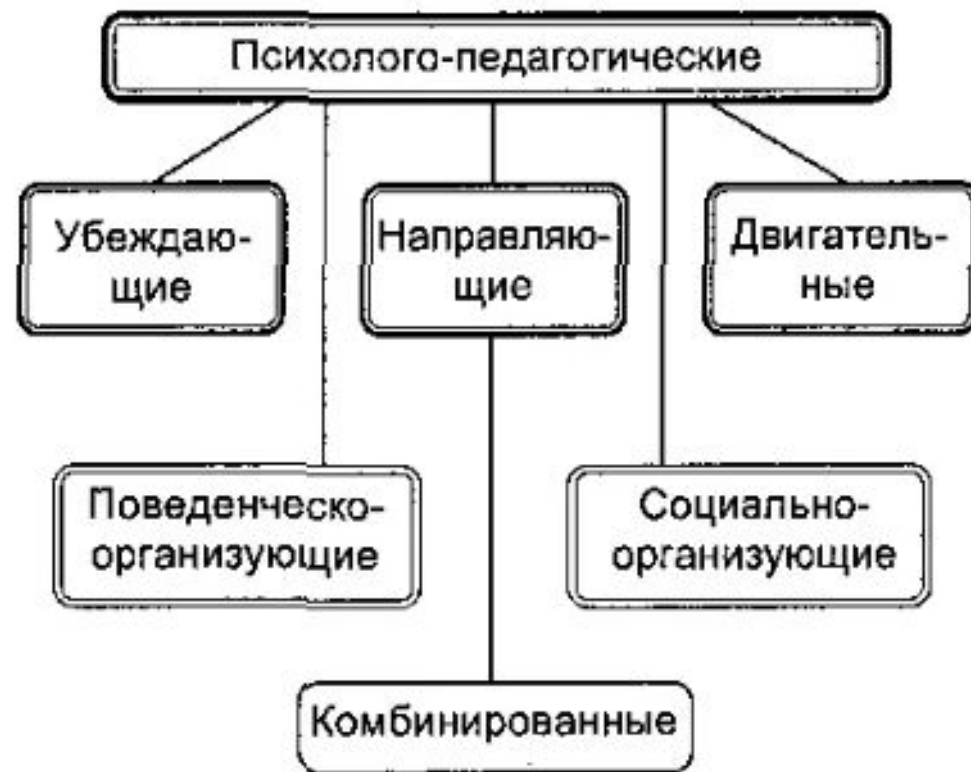 Психолого-педагогические
Убеждаю-
щие
Направляю-
щие
Двигатель-
ные
Поведенческо-
организующие
Социально-
организующие
Комбинированные